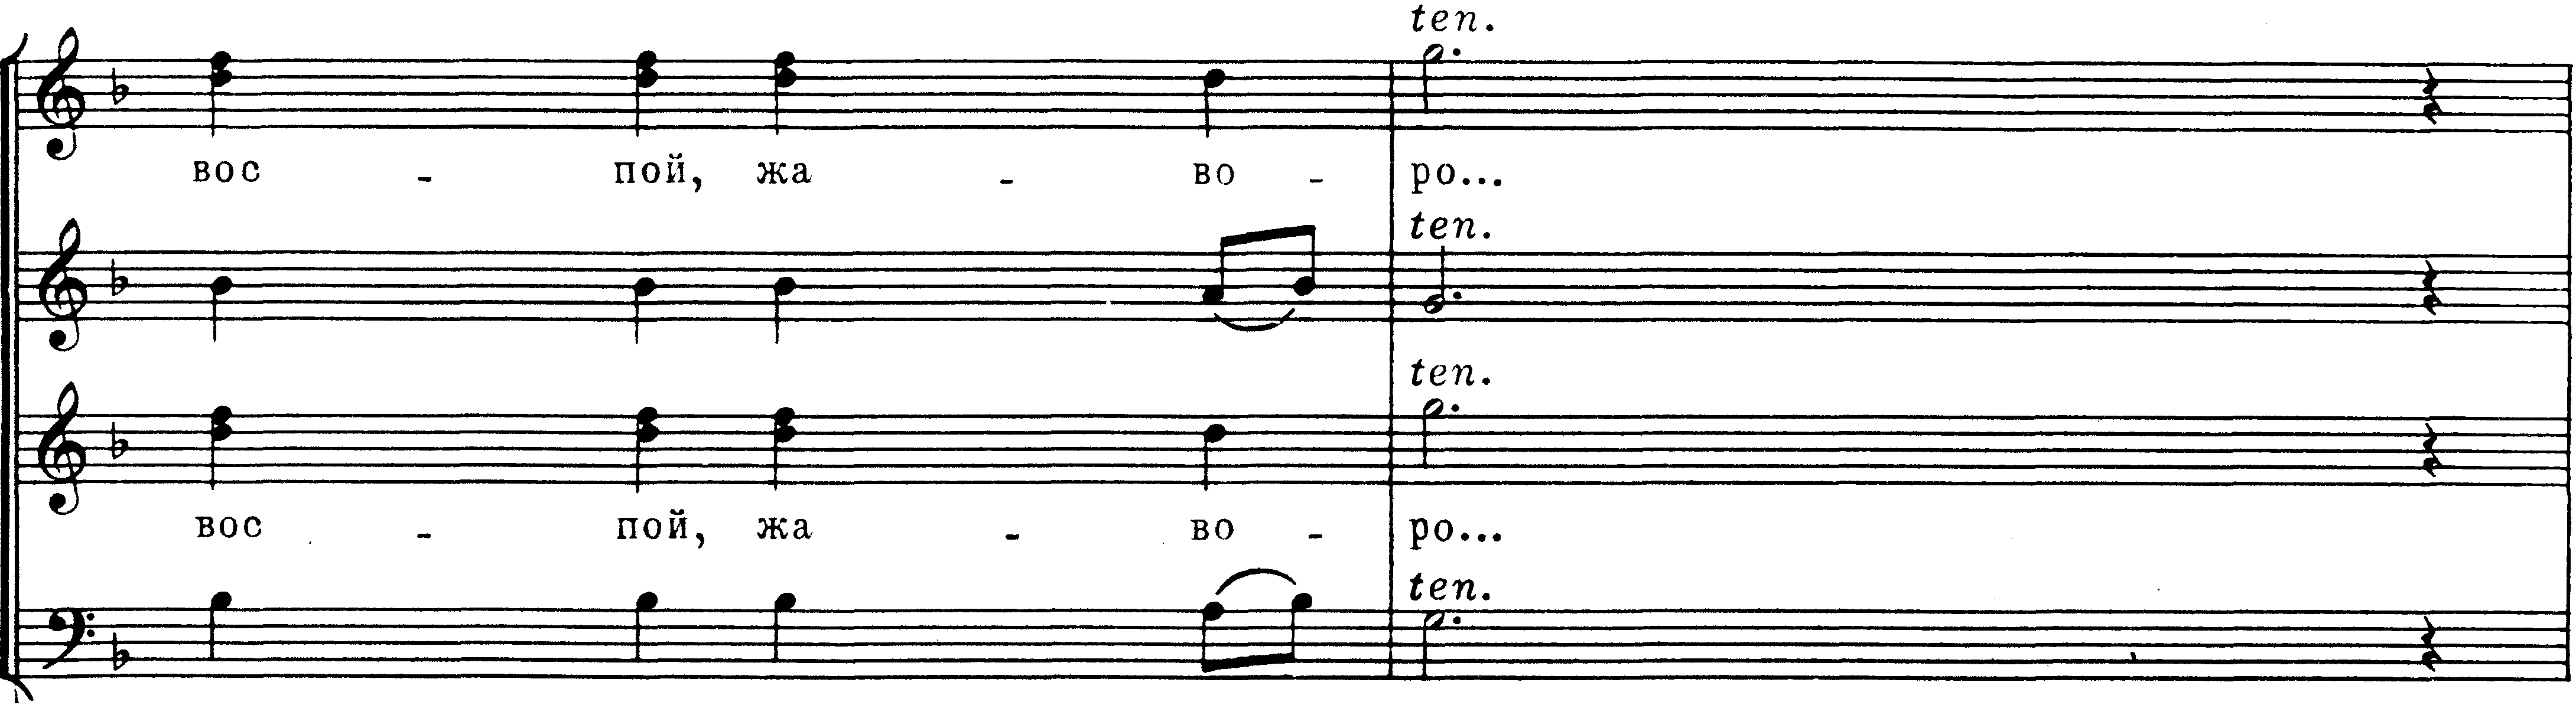 ten.
вос - пой, жа - во - ро...
ten.
ten.
вос - пой, жа - во - ро...
ten.